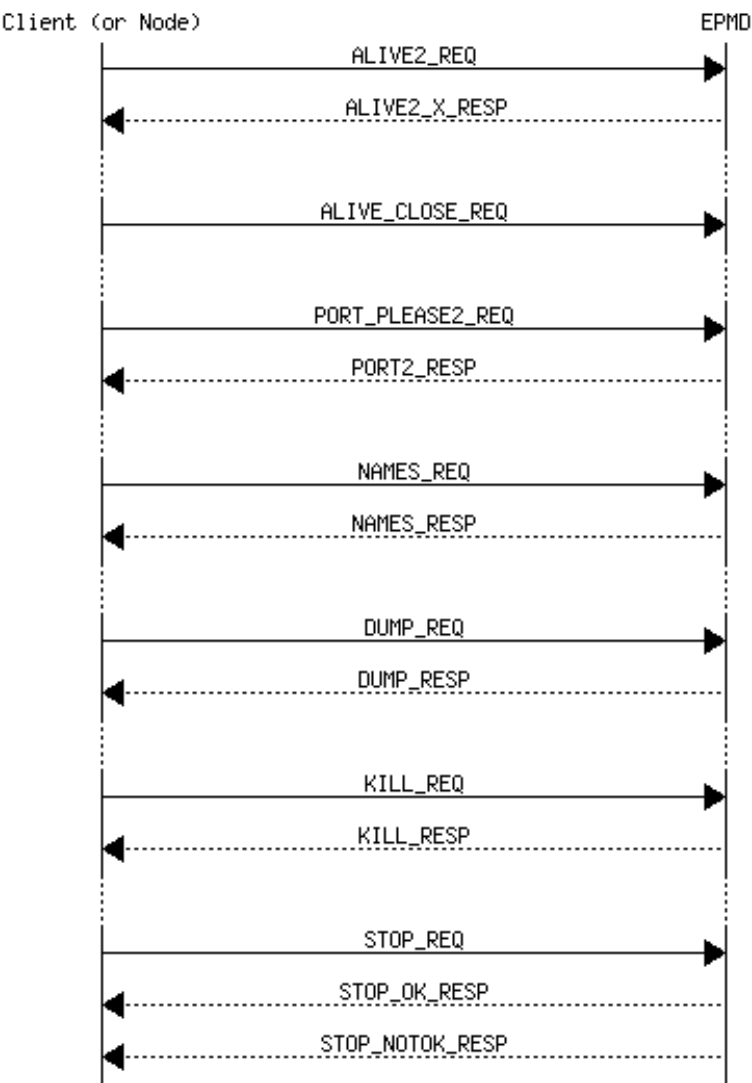 Client (or Node) EPMD
ALIVE2_REQ
ALIVE2_X_RESP
ALIVE_CLOSE_REQ
PORT_PLEASE2_REQ
PORT2_RESP
NAMES_REQ
NAMES_RESP
DUMP_REQ
DUMP_RESP
KILL_REQ
KILL_RESP
STOP_REQ
STOP_OK_RESP
STOP_NOTOK_RESP